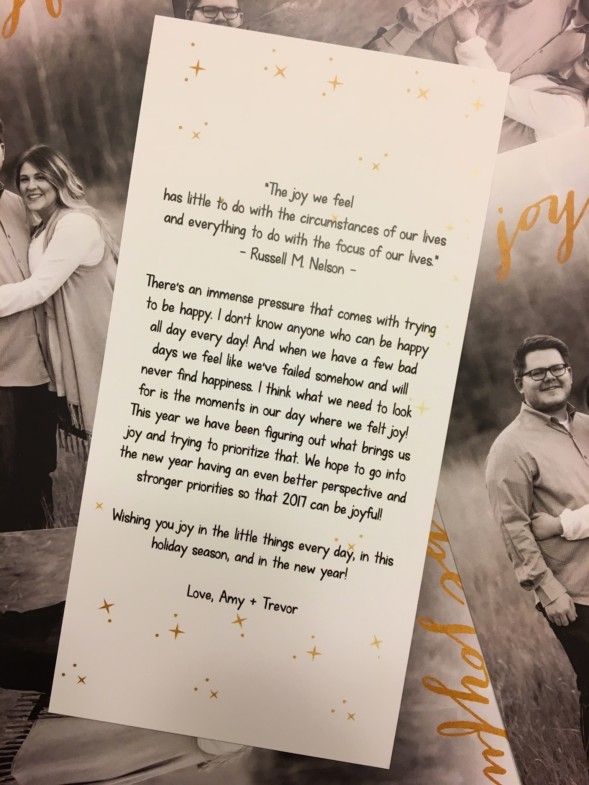 "The joy we feel
has little to do with the circumstances of our lives
and everything to do with the focus of our lives."
- Russell M. Nelson -
There's an immense pressure that comes with trying
to be happy. I don't know anyone who can be happy
all day every day! And when we have a few bad
days we feel like we've failed somehow and will
never find happiness. I think what we need to look
for is the moments in our day where we felt joy!
This year we have been figuring out what brings us
joy and trying to prioritize that. We hope to go into
the new year having an even better perspective and
stronger priorities so that 2017 can be joyful!
Wishing you joy in the little things every day, in this
holiday season, and in the new year!
Love, Amy + Trevor
joy
joyfu